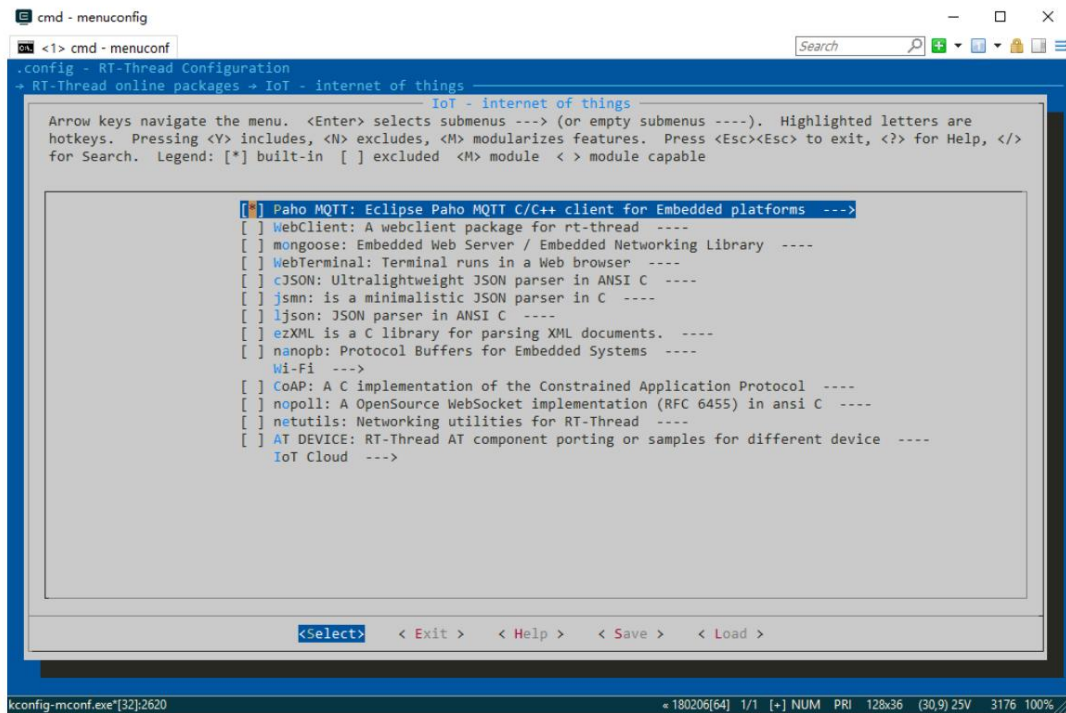 cmd - menuconfig
<1> cmd - menuconf
Search
.config - RT-Thread Configuration
→ RT-Thread online packages → IoT - internet of things
IoT - internet of things
Arrow keys navigate the menu.  <Enter> selects submenus ---> (or empty submenus ----).  Highlighted letters are
hotkeys.  Pressing <Y> includes, <N> excludes, <M> modularizes features.  Press <Esc><Esc> to exit, <?> for Help, </>
for Search.  Legend: [*] built-in  [ ] excluded  <M> module  < > module capable
[*] Paho MQTT: Eclipse Paho MQTT C/C++ client for Embedded platforms  --->
[ ] WebClient: A webclient package for rt-thread  ----
[ ] mongoose: Embedded Web Server / Embedded Networking Library  ----
[ ] WebTerminal: Terminal runs in a Web browser  ----
[ ] cJSON: Ultralightweight JSON parser in ANSI C  ----
[ ] jsmn: is a minimalistic JSON parser in C  ----
[ ] ljson: JSON parser in ANSI C  ----
[ ] ezXML is a C library for parsing XML documents.  ----
[ ] nanopb: Protocol Buffers for Embedded Systems  ----
Wi-Fi  --->
[ ] CoAP: A C implementation of the Constrained Application Protocol  ----
[ ] nopoll: A OpenSource WebSocket implementation (RFC 6455) in ansi C  ----
[ ] netutils: Networking utilities for RT-Thread  ----
[ ] AT DEVICE: RT-Thread AT component porting or samples for different device  ----
IoT Cloud  --->
<Select>    < Exit >    < Help >    < Save >    < Load >
kconfig-mconf.exe*[32]:2620    « 180206[64]  1/1  [+] NUM  PRI  128x36  (30,9) 25V  3176  100%